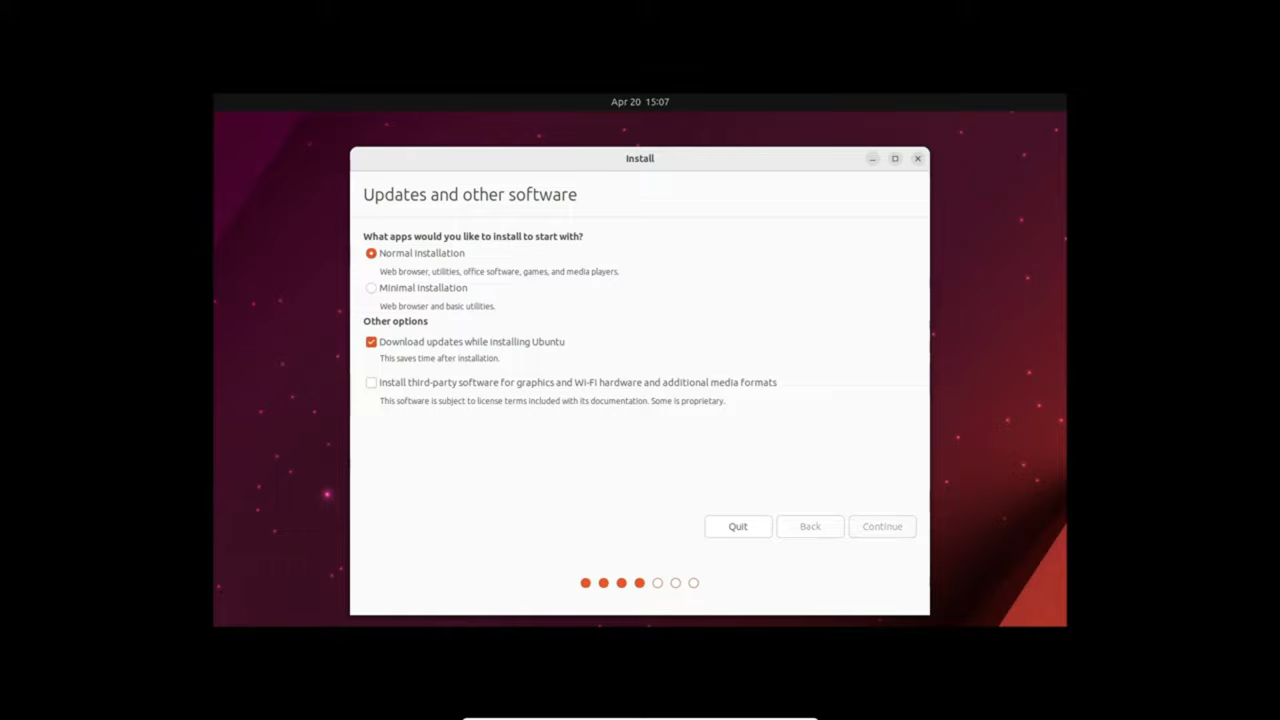 Apr 20 15:07
Install
Updates and other software
What apps would you like to install to start with?
Normal installation
Web browser, utilities, office software, games, and media players.
Minimal installation
Web browser and basic utilities.
Other options
Download updates while installing Ubuntu
This saves time after installation.
Install third-party software for graphics and Wi-Fi hardware and additional media formats
This software is subject to license terms included with its documentation. Some is proprietary.
Quit Back Continue